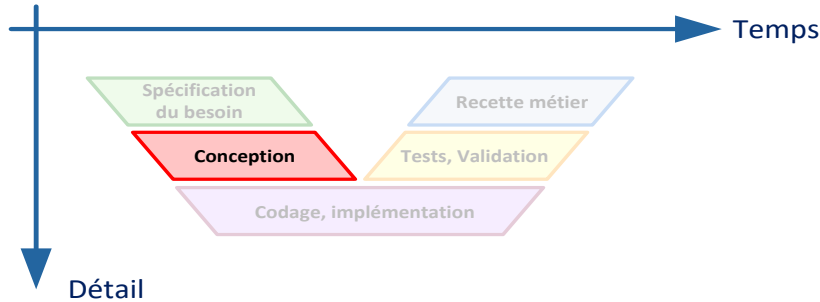 Temps
Spécification
du besoin
Recette métier
Conception
Tests, Validation
Codage, implémentation
Détail